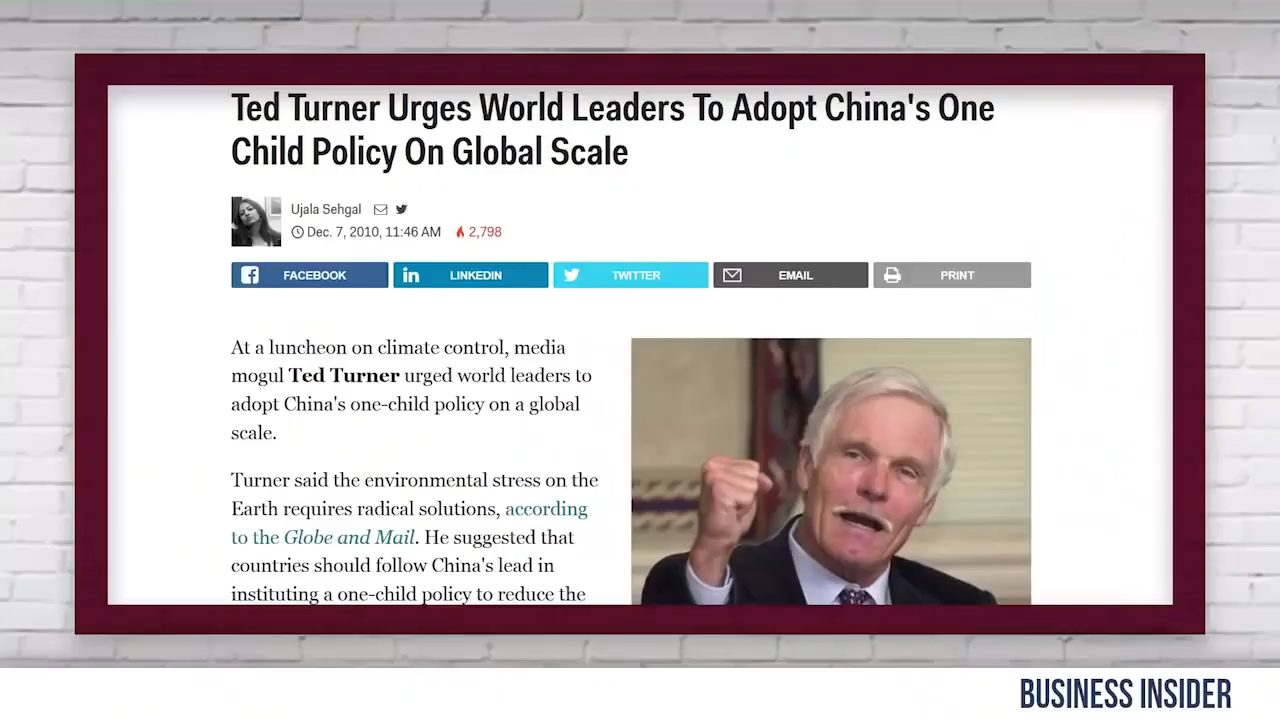 Ted Turner Urges World Leaders To Adopt China's One
Child Policy On Global Scale
Ujala Sehgal
Dec. 7, 2010, 11:46 AM 2,798
FACEBOOK LINKEDIN TWITTER EMAIL PRINT
At a luncheon on climate control, media
mogul Ted Turner urged world leaders to
adopt China's one-child policy on a global
scale.
Turner said the environmental stress on the
Earth requires radical solutions, according
to the Globe and Mail. He suggested that
countries should follow China's lead in
instituting a one-child policy to reduce the
BUSINESS INSIDER